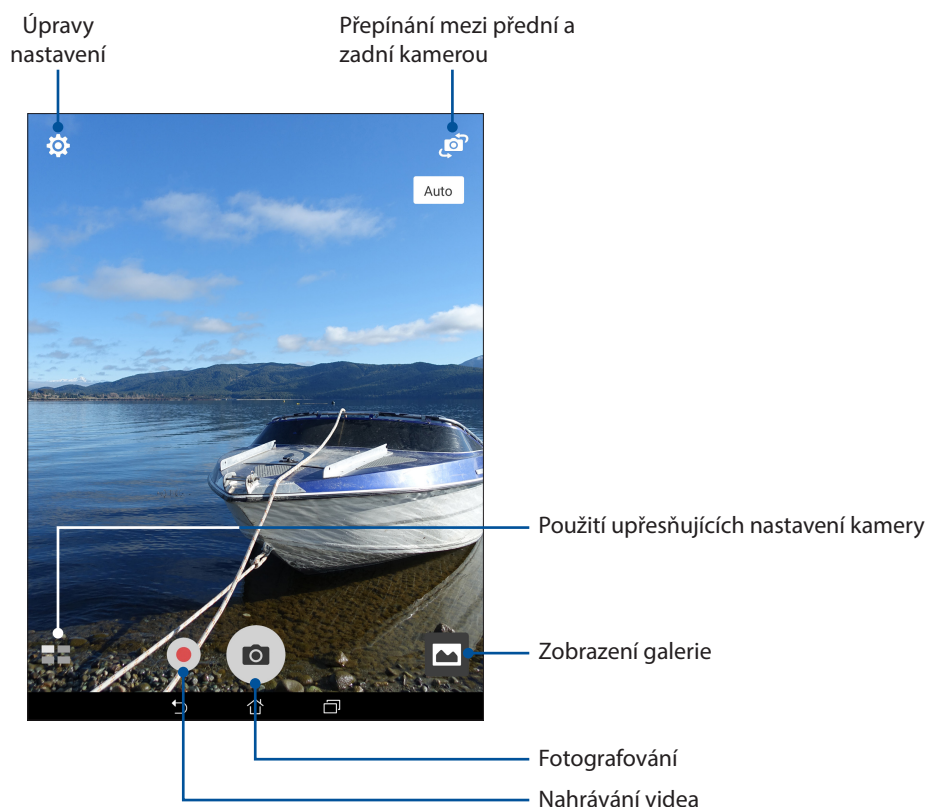 Úpravy
nastavení
Přepínání mezi přední a
zadní kamerou
Auto
Použití upřesňujících nastavení kamery
Zobrazení galerie
Fotografování
Nahrávání videa